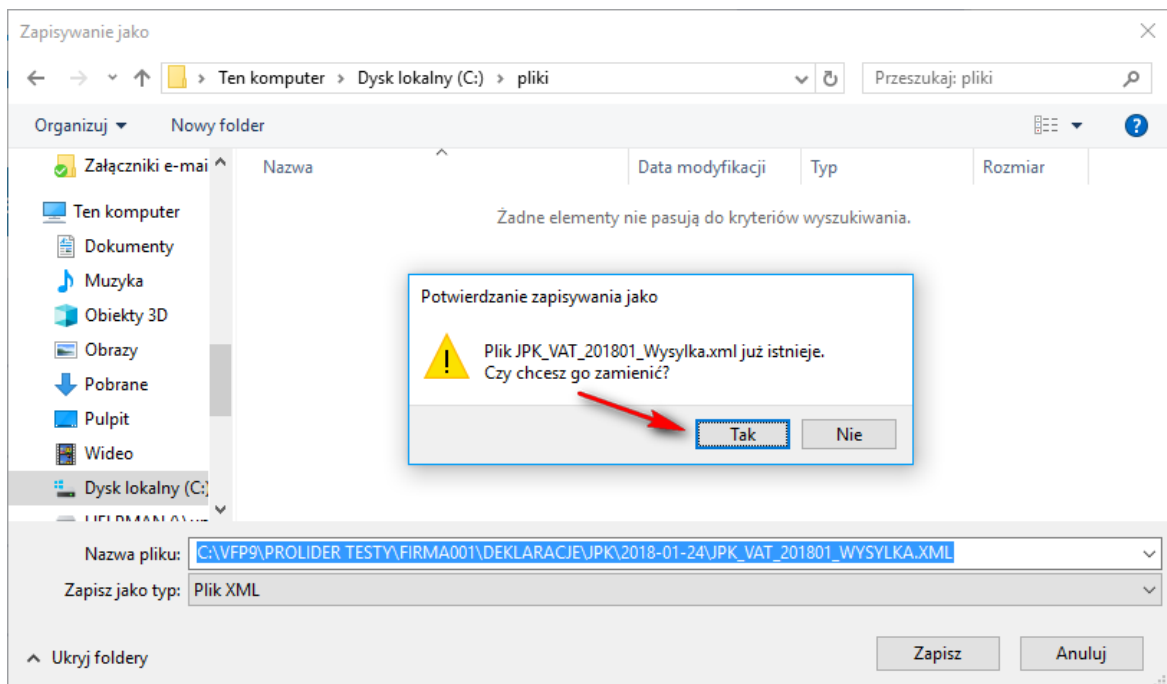 Zapisywanie jako
Ten komputer > Dysk lokalny (C:) > pliki
Przeszukaj: pliki
Organizuj
Nowy folder
?
Załączniki e-mai
Nazwa
Data modyfikacji
Typ
Rozmiar
Ten komputer
Żadne elementy nie pasują do kryteriów wyszukiwania.
Dokumenty
Muzyka
Obiekty 3D
Obrazy
Pobrane
Pulpit
Wideo
Dysk lokalny (C:)
Potwierdzanie zapisywania jako
Plik JPK_VAT_201801_Wysylka.xml już istnieje.
Czy chcesz go zamienić?
Tak
Nie
Nazwa pliku: C:\VFP9\PROLIDER TESTY\FIRMA001\DEKLARACJE\JPK\2018-01-24\JPK_VAT_201801_WYSYLKA.XML
Zapisz jako typ: Plik XML
Ukryj foldery
Zapisz
Anuluj